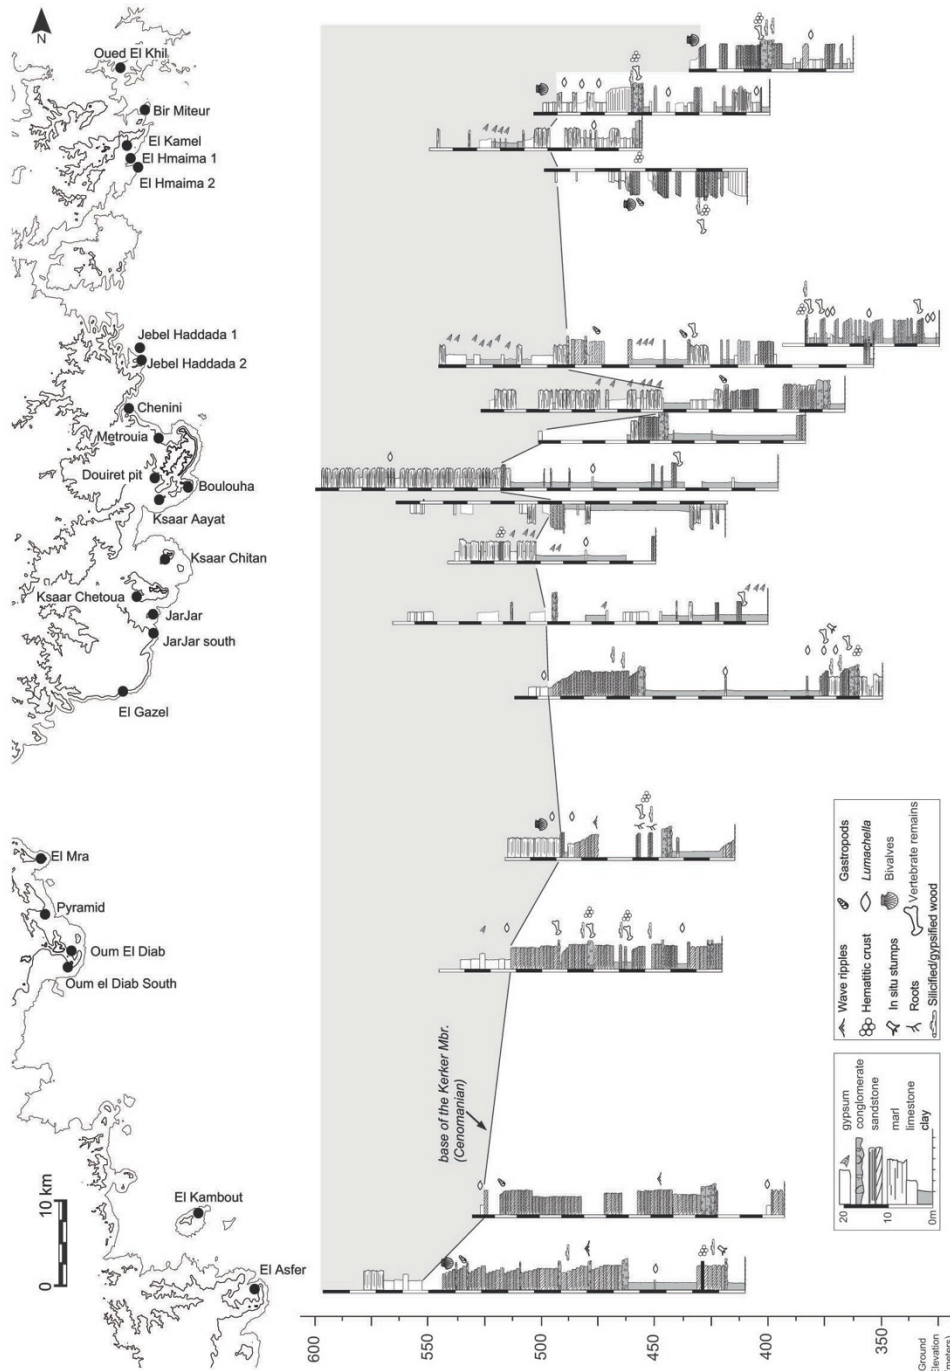 N
Oued El Khil
Bir Miteur
El Kamel
El Hmaima 1
El Hmaima 2
Jebel Haddada 1
Jebel Haddada 2
Chenini
Metrouia
Douiret pit
Boulouha
Ksaar Aayat
Ksaar Chitan
Ksaar Chetoua
JarJar
JarJar south
El Gazel
El Mra
Pyramid
Oum El Diab
Oum el Diab South
El Kambout
El Asfer
0 10 km
base of the Kerker Mbr.
(Cenomanian)
Wave ripples
Hematitic crust
In situ stumps
Roots
Silicified/gypsified wood
Gastropods
Lumachella
Bivalves
Vertebrate remains
gypsum
conglomerate
sandstone
marl
limestone
clay
20
10
0m
600
550
500
450
400
350
Ground
Elevation